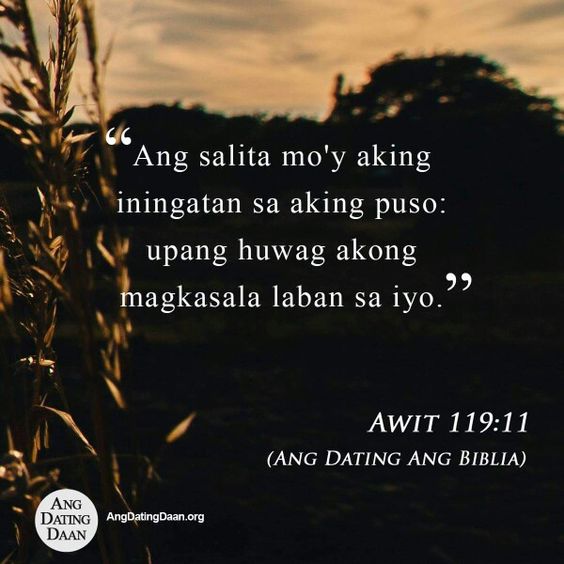 “Ang salita mo'y aking
iningatan sa aking puso:
upang huwag akong
magkasala laban sa iyo.”
Awit 119:11
(Ang Dating Ang Biblia)
ANG
DATING
DAAN
AngDatingDaan.org